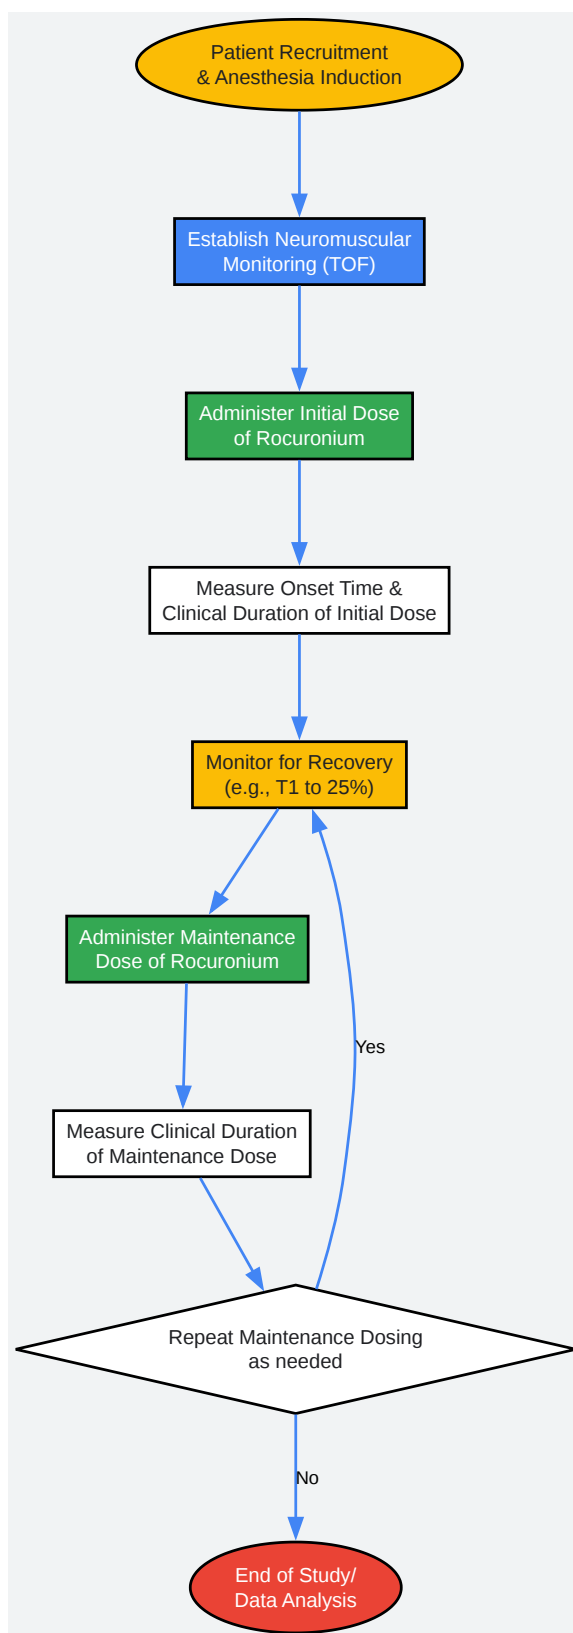 Patient Recruitment
& Anesthesia Induction
Establish Neuromuscular
Monitoring (TOF)
Administer Initial Dose
of Rocuronium
Measure Onset Time &
Clinical Duration of Initial Dose
Monitor for Recovery
(e.g., T1 to 25%)
Administer Maintenance
Dose of Rocuronium
Yes
Measure Clinical Duration
of Maintenance Dose
Repeat Maintenance Dosing
as needed
No
End of Study/
Data Analysis